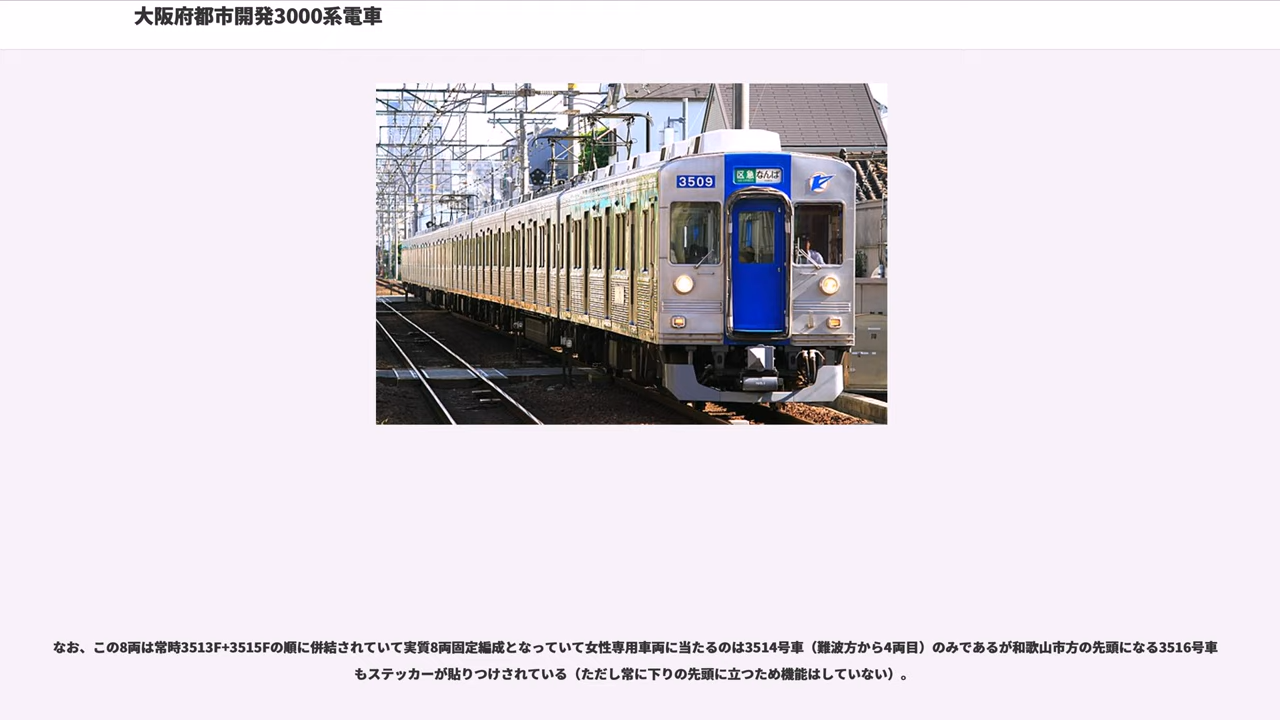 大阪府都市開発3000系電車
3509
区急 なんば
なお、この8両は常時3513F+3515Fの順に併結されていて実質8両固定編成となっていて女性専用車両に当たるのは3514号車（難波方から4両目）のみであるが和歌山市方の先頭になる3516号車
もステッカーが貼りつけされている（ただし常に下りの先頭に立つため機能はしていない）。